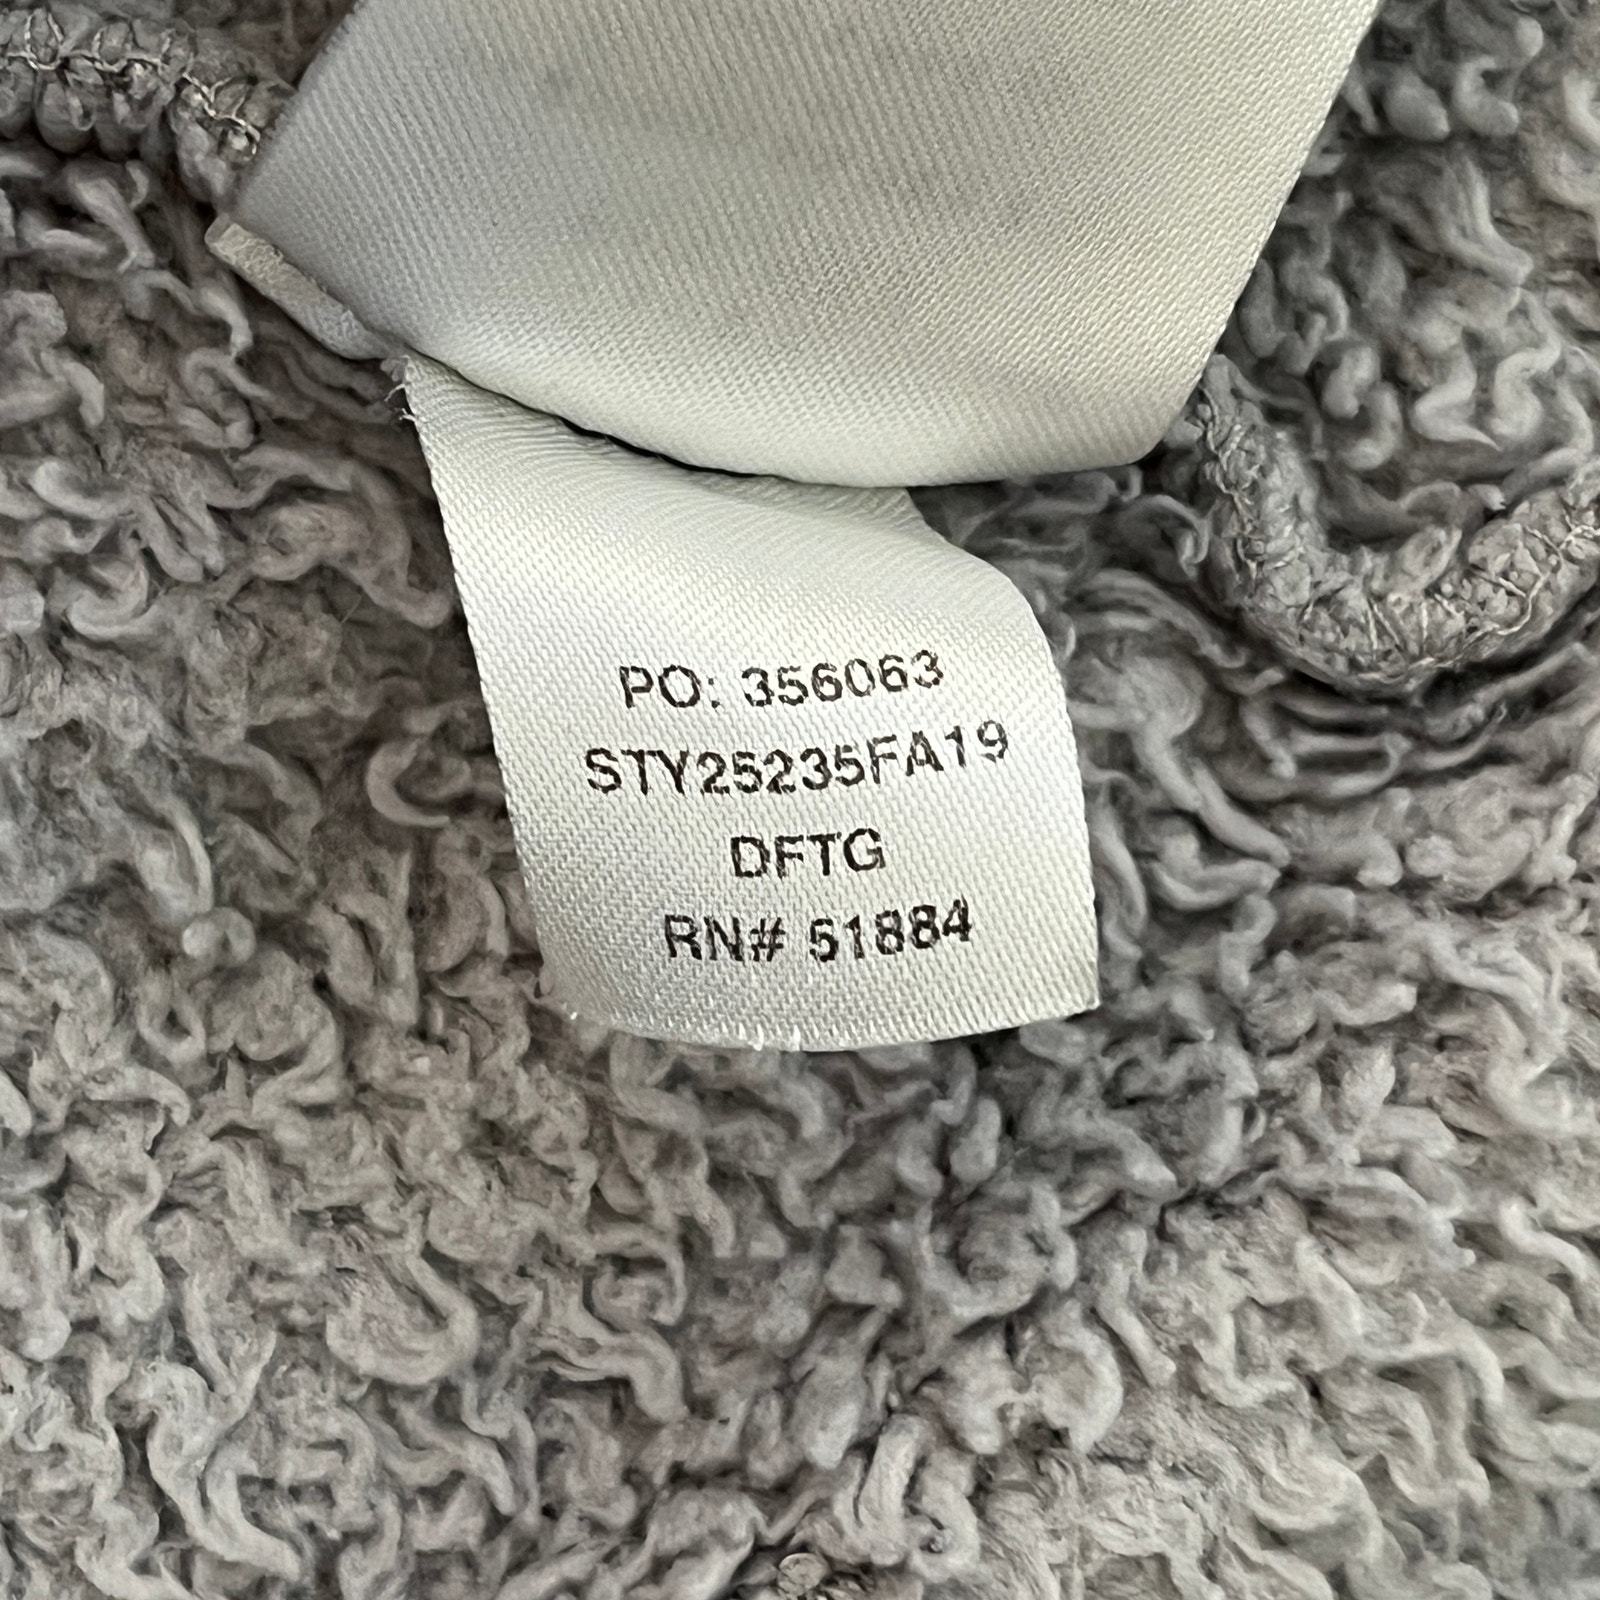 PO: 356063
STY25235FA19
DFTG
RN# 51884